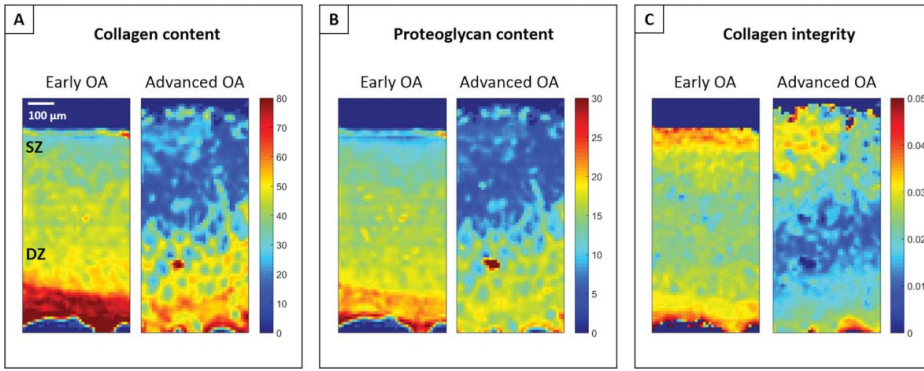 A
Collagen content
Early OA
Advanced OA
100 µm
SZ
DZ
80
70
60
50
40
30
20
10
0
B
Proteoglycan content
Early OA
Advanced OA
30
25
20
15
10
5
0
C
Collagen integrity
Early OA
Advanced OA
0.05
0.04
0.03
0.02
0.01
0